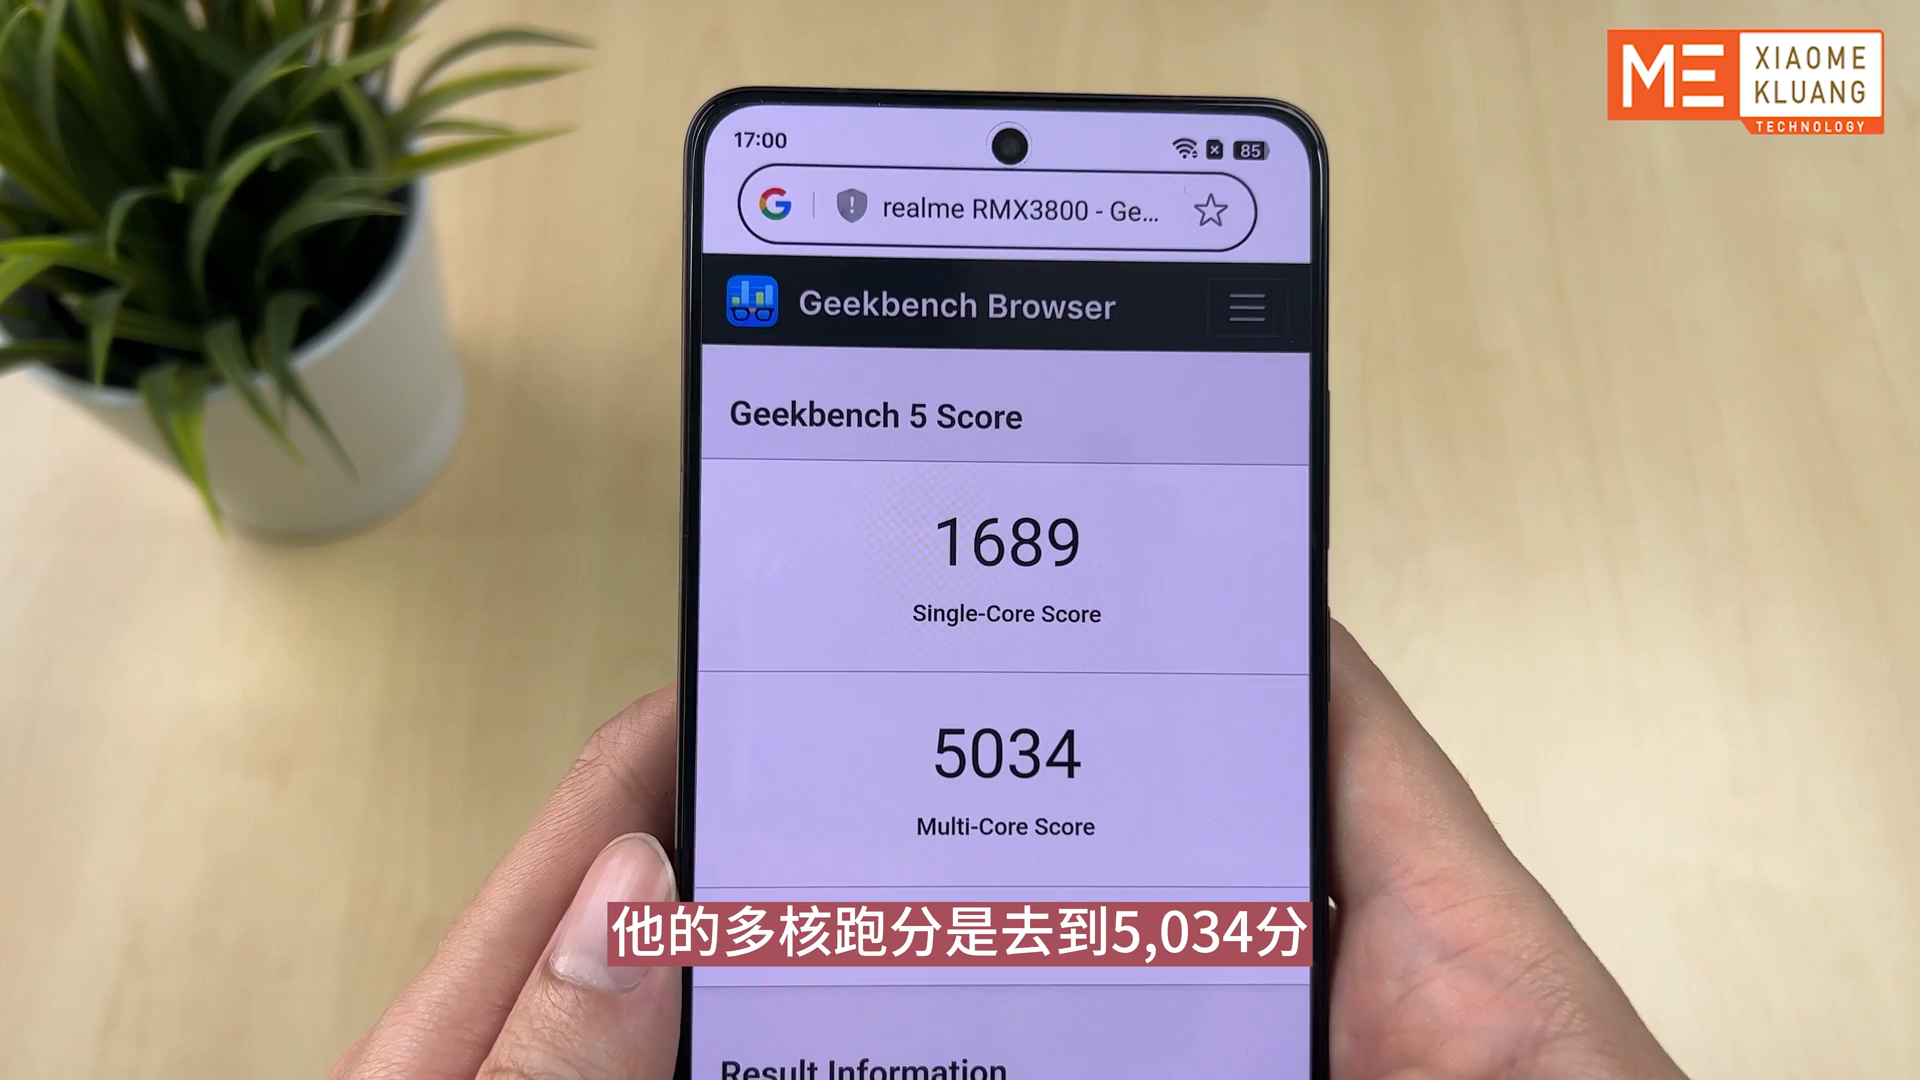 ME
XIAOME
KLUANG
TECHNOLOGY
17:00
85
realme RMX3800 - Ge...
Geekbench Browser
Geekbench 5 Score
1689
Single-Core Score
5034
Multi-Core Score
他的多核跑分是去到5,034分
Result Information